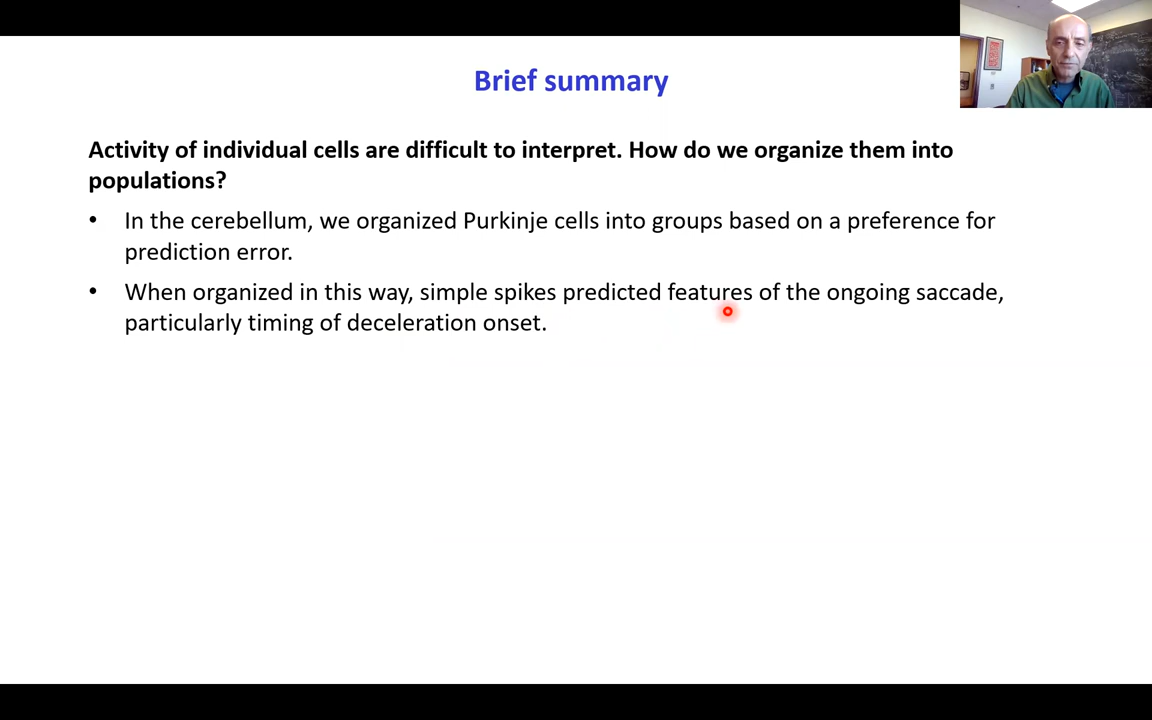 Brief summary
Activity of individual cells are difficult to interpret. How do we organize them into
populations?
• In the cerebellum, we organized Purkinje cells into groups based on a preference for
prediction error.
• When organized in this way, simple spikes predicted features of the ongoing saccade,
particularly timing of deceleration onset.